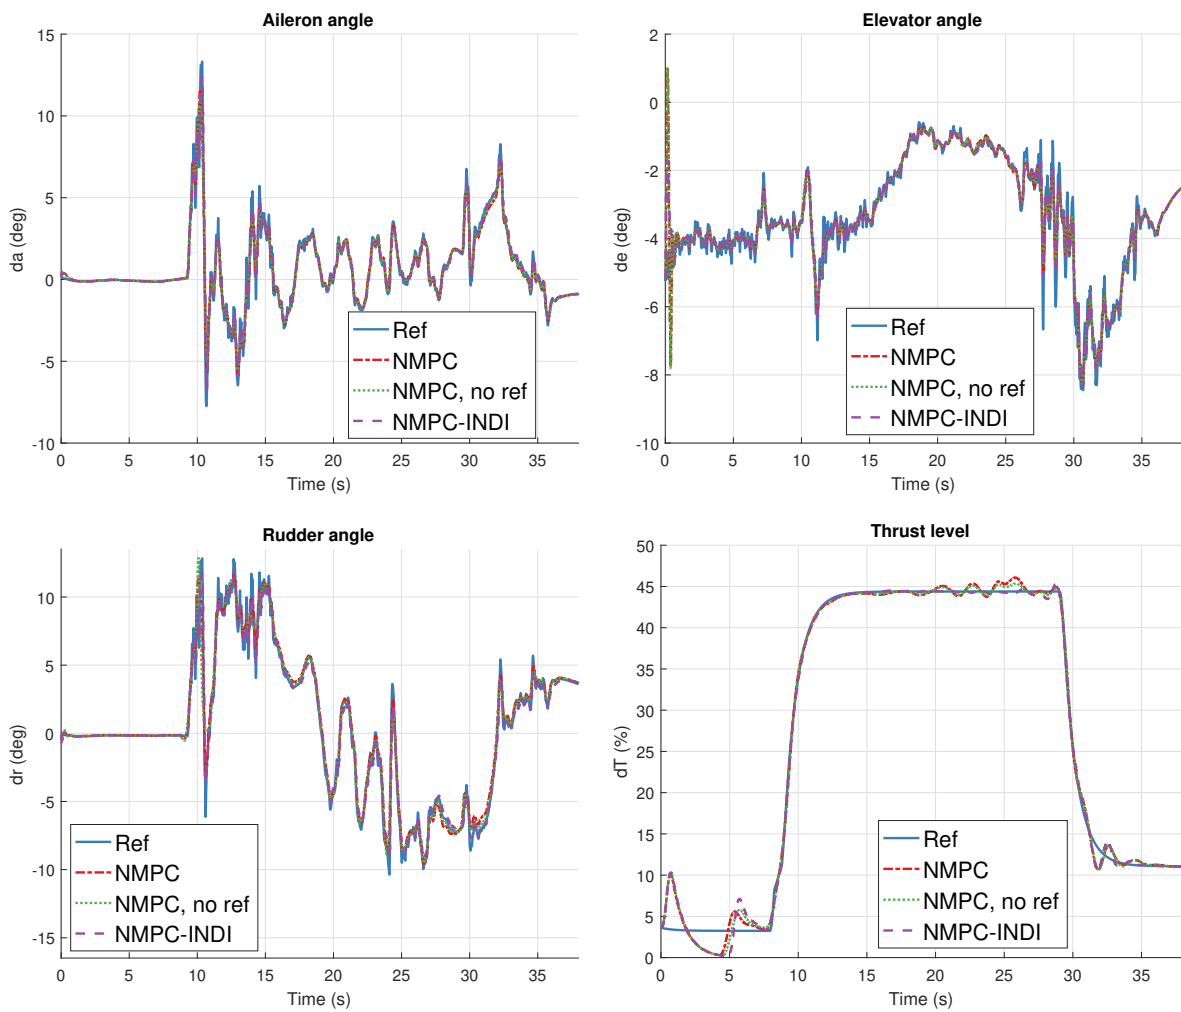 Aileron angle
15
10
5
0
-5
-10
da (deg)
0 5 10 15 20 25 30 35
Time (s)
Ref
NMPC
NMPC, no ref
NMPC-INDI
Elevator angle
2
0
-2
-4
-6
-8
-10
de (deg)
0 5 10 15 20 25 30 35
Time (s)
Ref
NMPC
NMPC, no ref
NMPC-INDI
Rudder angle
10
5
0
-5
-10
-15
dr (deg)
0 5 10 15 20 25 30 35
Time (s)
Ref
NMPC
NMPC, no ref
NMPC-INDI
Thrust level
50
45
40
35
30
25
20
15
10
5
0
dT (%)
0 5 10 15 20 25 30 35
Time (s)
Ref
NMPC
NMPC, no ref
NMPC-INDI